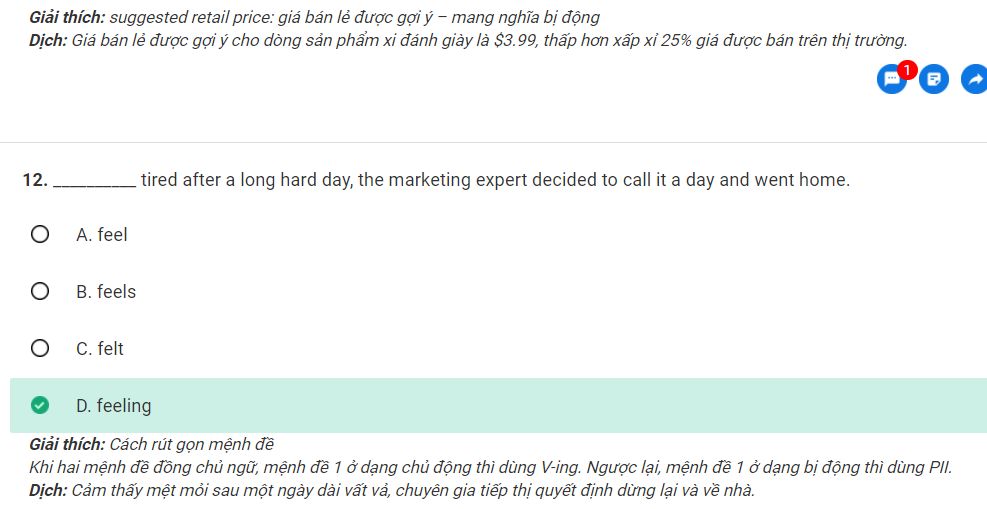 Giải thích: suggested retail price: giá bán lẻ được gợi ý – mang nghĩa bị động
Dịch: Giá bán lẻ được gợi ý cho dòng sản phẩm xi đánh giày là $3.99, thấp hơn xấp xỉ 25% giá được bán trên thị trường.
1
12. __________ tired after a long hard day, the marketing expert decided to call it a day and went home.
A. feel
B. feels
C. felt
D. feeling
Giải thích: Cách rút gọn mệnh đề
Khi hai mệnh đề đồng chủ ngữ, mệnh đề 1 ở dạng chủ động thì dùng V-ing. Ngược lại, mệnh đề 1 ở dạng bị động thì dùng PII.
Dịch: Cảm thấy mệt mỏi sau một ngày dài vất vả, chuyên gia tiếp thị quyết định dừng lại và về nhà.